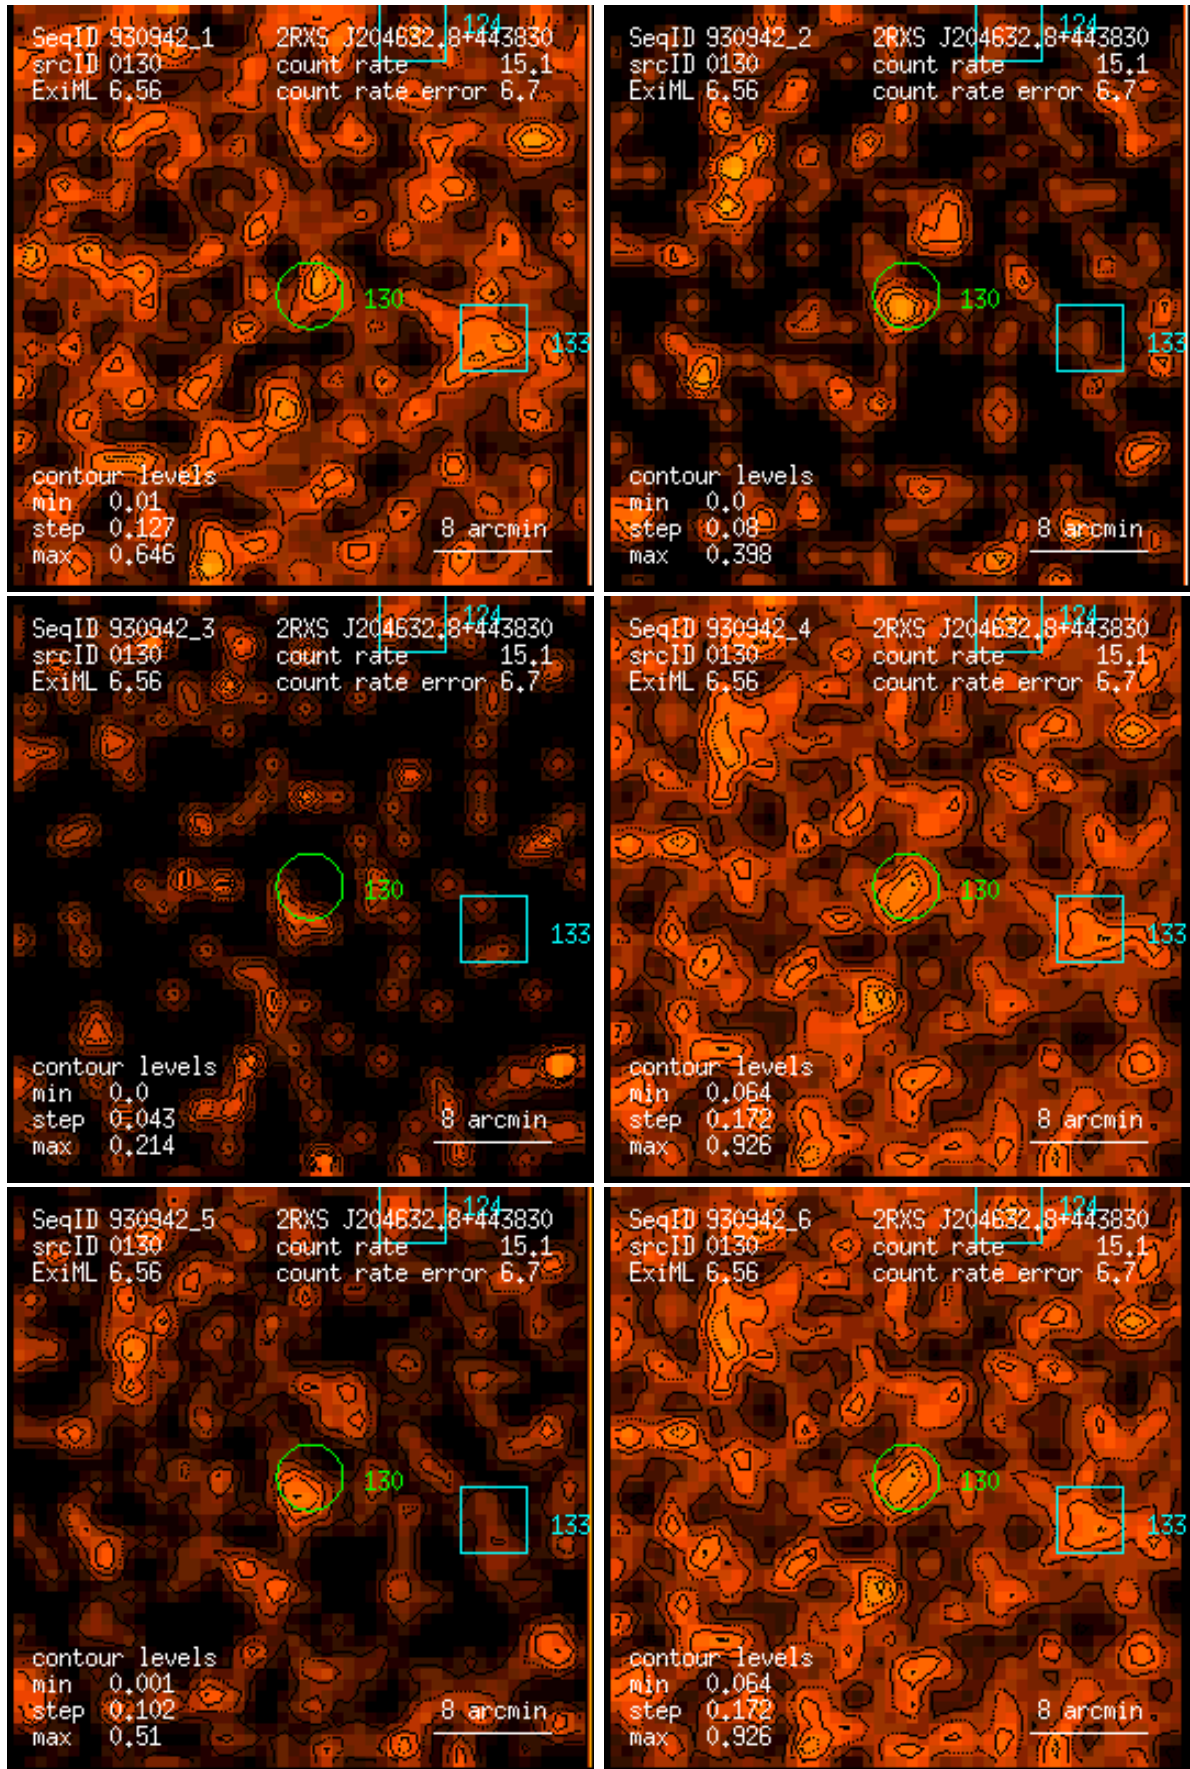 124
SeqID 930942_1 2RXS J204632.8+443830
srcID 0130 count rate 15.1
ExiML 6.56 count rate error 6.7
130
133
contour levels
min 0.01
step 0.127 8 arcmin
max 0.646
124
SeqID 930942_2 2RXS J204632.8+443830
srcID 0130 count rate 15.1
ExiML 6.56 count rate error 6.7
130
133
contour levels
min 0.0
step 0.08 8 arcmin
max 0.398
124
SeqID 930942_3 2RXS J204632.8+443830
srcID 0130 count rate 15.1
ExiML 6.56 count rate error 6.7
130
133
contour levels
min 0.0
step 0.043 8 arcmin
max 0.214
124
SeqID 930942_4 2RXS J204632.8+443830
srcID 0130 count rate 15.1
ExiML 6.56 count rate error 6.7
130
133
contour levels
min 0.064
step 0.172 8 arcmin
max 0.926
124
SeqID 930942_5 2RXS J204632.8+443830
srcID 0130 count rate 15.1
ExiML 6.56 count rate error 6.7
130
133
contour levels
min 0.001
step 0.102 8 arcmin
max 0.51
124
SeqID 930942_6 2RXS J204632.8+443830
srcID 0130 count rate 15.1
ExiML 6.56 count rate error 6.7
130
133
contour levels
min 0.064
step 0.172 8 arcmin
max 0.926